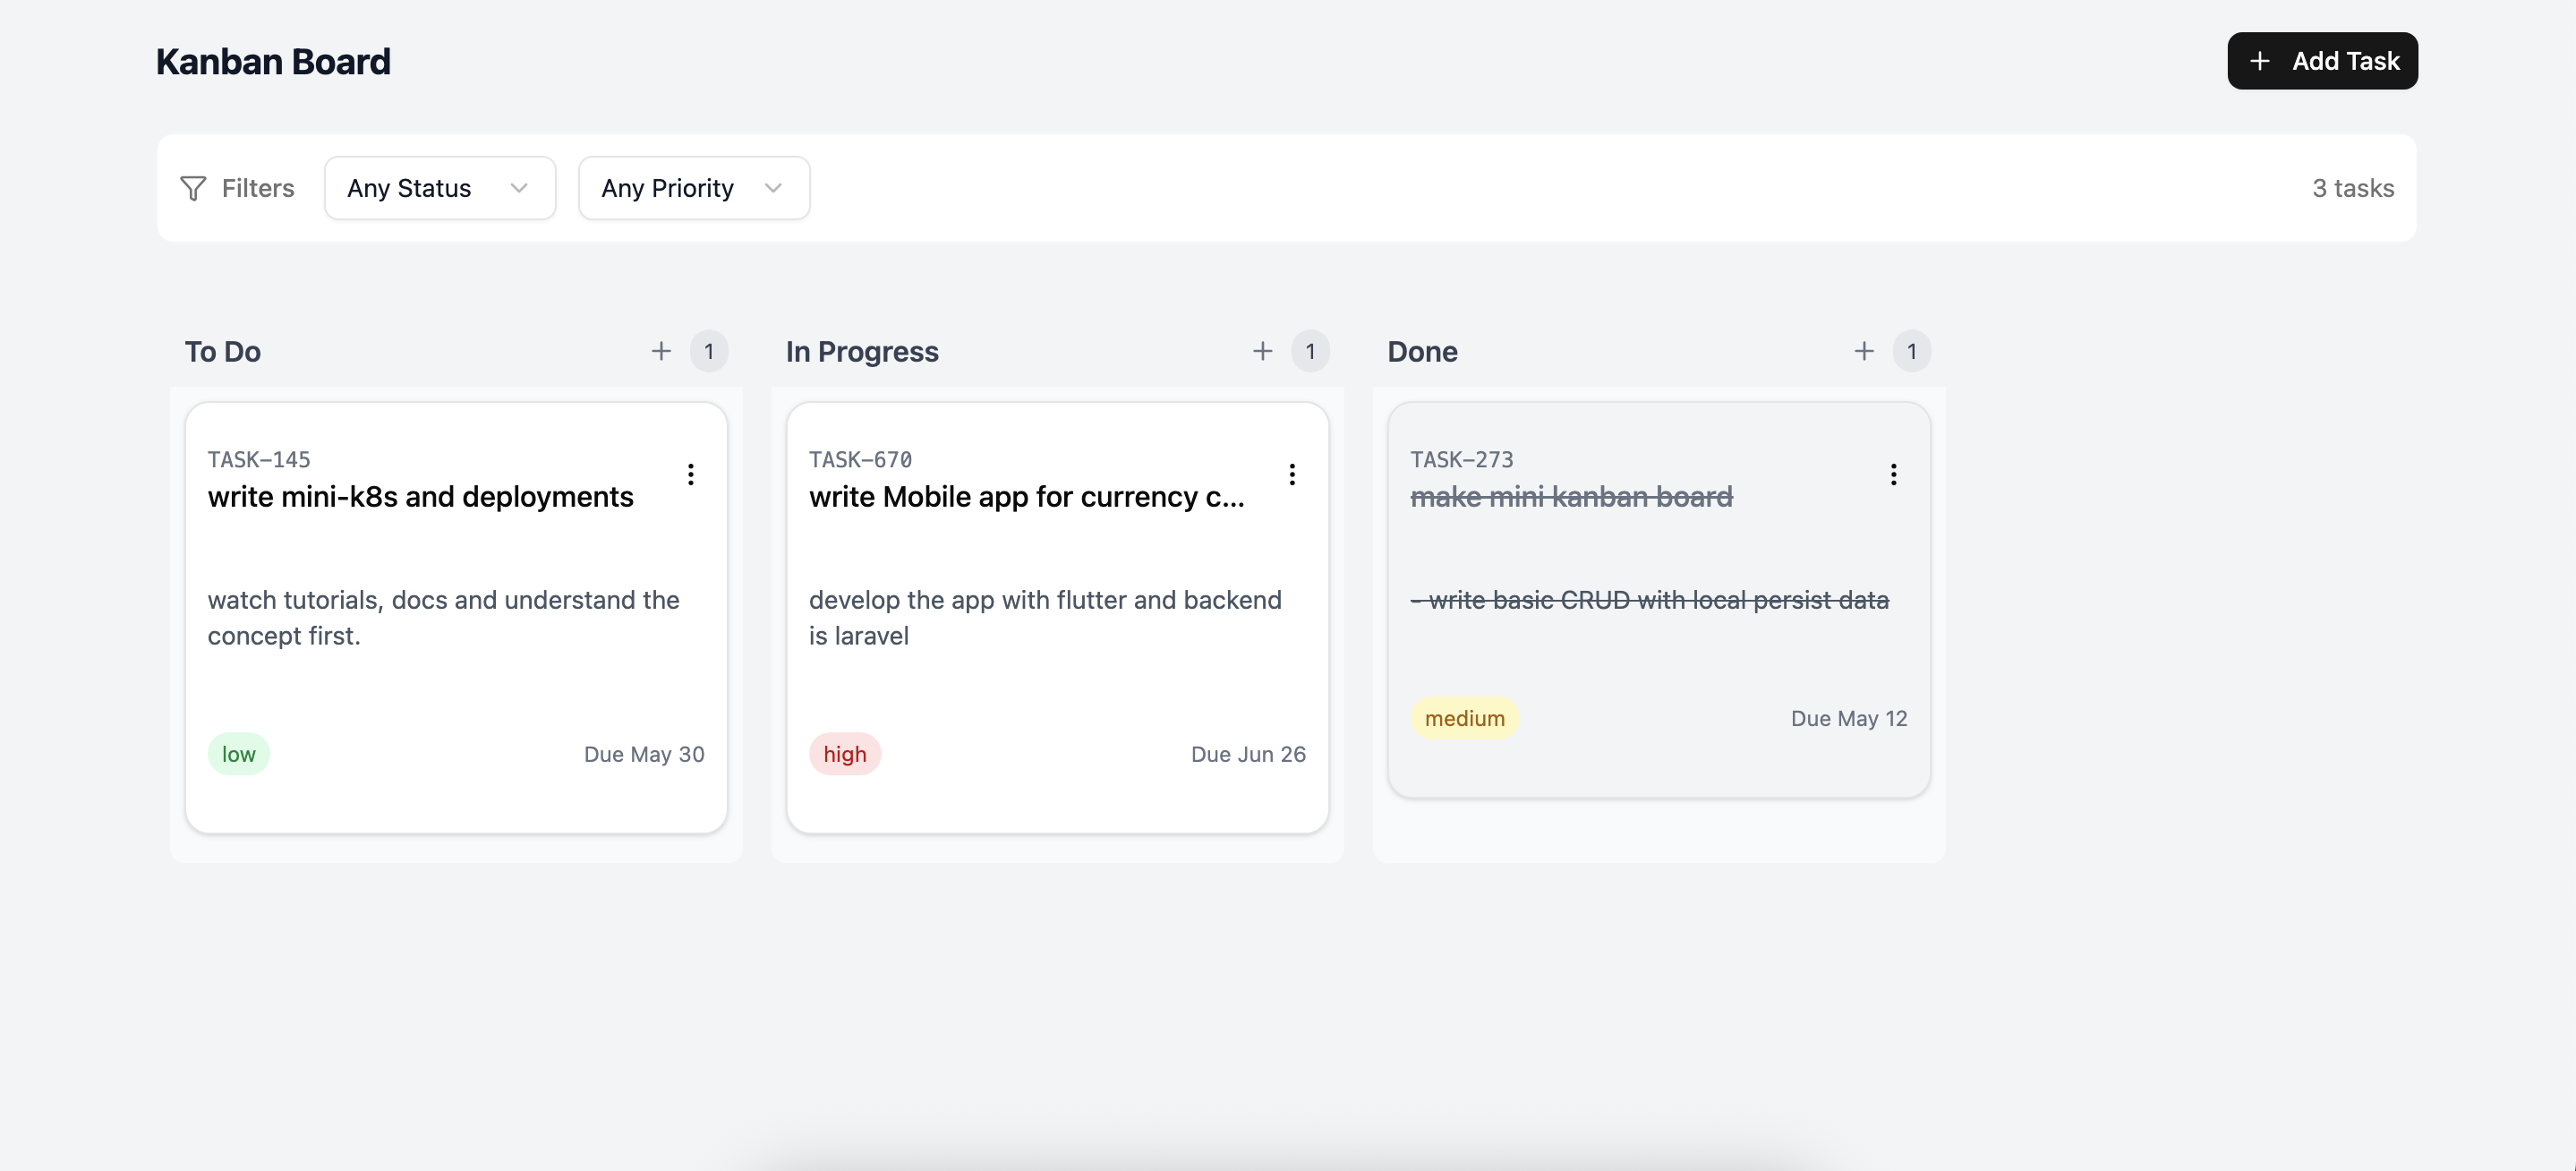 Kanban Board
+ Add Task
Filters
Any Status
Any Priority
3 tasks
To Do
+ 1
TASK-145
write mini-k8s and deployments
watch tutorials, docs and understand the
concept first.
low
Due May 30
In Progress
+ 1
TASK-670
write Mobile app for currency c...
develop the app with flutter and backend
is laravel
high
Due Jun 26
Done
+ 1
TASK-273
make mini kanban board
- write basic CRUD with local persist data
medium
Due May 12